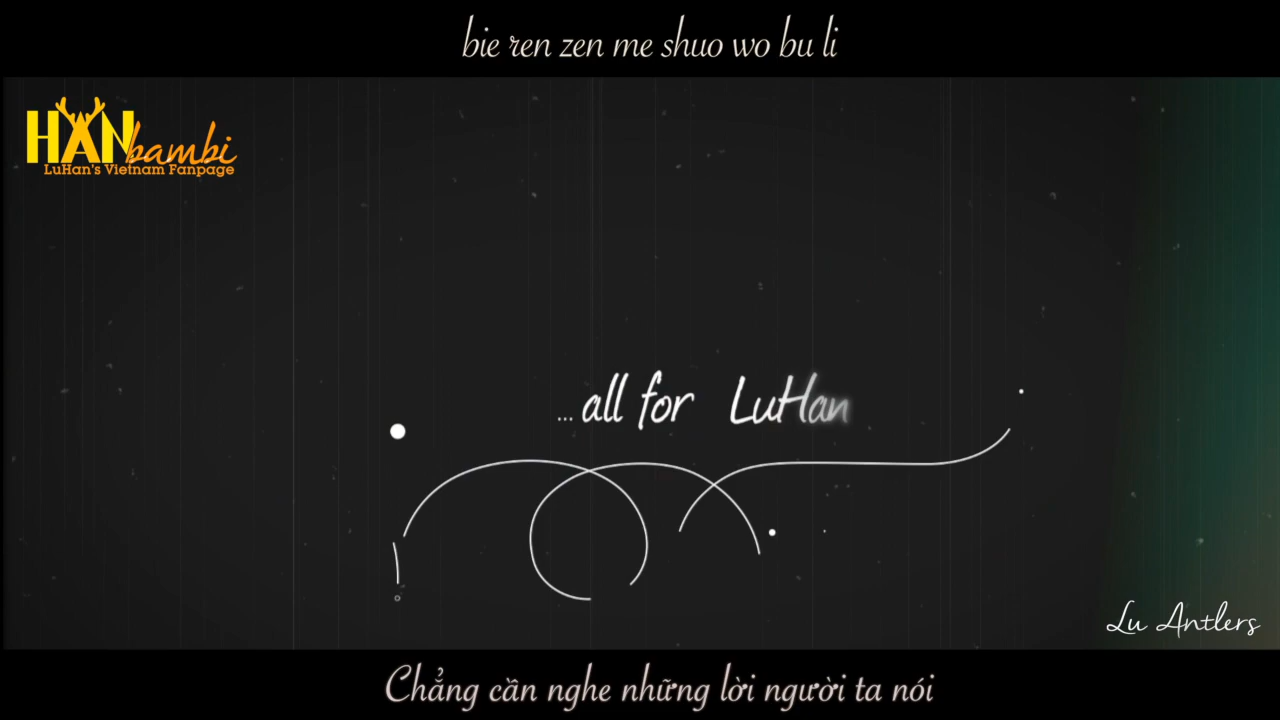 bie ren zen me shuo wo bu li
HANbambi
LuHan's Vietnam Fanpage
... all for LuHan
Lu Antlers
Chẳng cần nghe những lời người ta nói